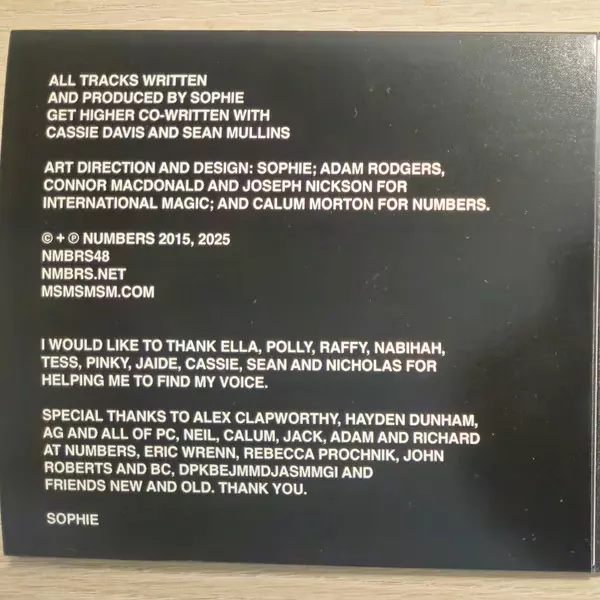 ALL TRACKS WRITTEN
AND PRODUCED BY SOPHIE
GET HIGHER CO-WRITTEN WITH
CASSIE DAVIS AND SEAN MULLINS
ART DIRECTION AND DESIGN: SOPHIE; ADAM RODGERS,
CONNOR MACDONALD AND JOSEPH NICKSON FOR
INTERNATIONAL MAGIC; AND CALUM MORTON FOR NUMBERS.
© + ℗ NUMBERS 2015, 2025
NMBRS48
NMBRS.NET
MSMSMSM.COM
I WOULD LIKE TO THANK ELLA, POLLY, RAFFY, NABIHAH,
TESS, PINKY, JAIDE, CASSIE, SEAN AND NICHOLAS FOR
HELPING ME TO FIND MY VOICE.
SPECIAL THANKS TO ALEX CLAPWORTHY, HAYDEN DUNHAM,
AG AND ALL OF PC, NEIL, CALUM, JACK, ADAM AND RICHARD
AT NUMBERS, ERIC WRENN, REBECCA PROCHNIK, JOHN
ROBERTS AND BC, DPKBEJMMDJASMMGI AND
FRIENDS NEW AND OLD. THANK YOU.
SOPHIE